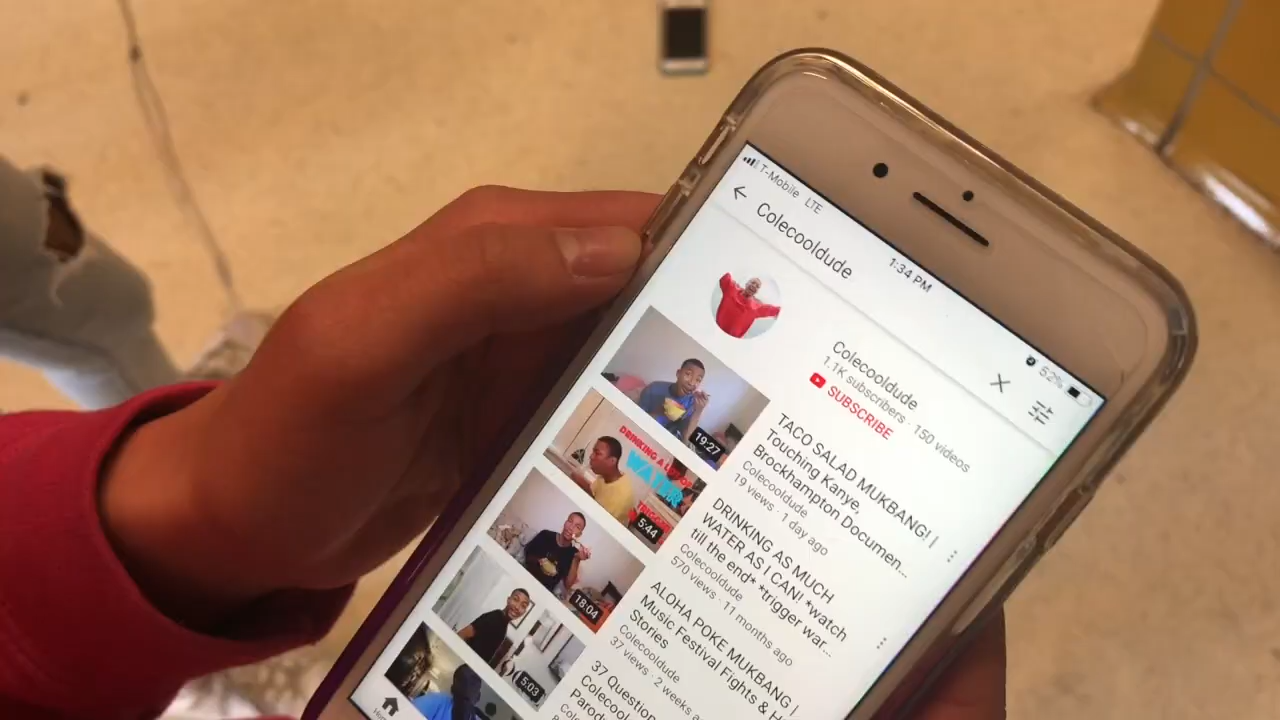 T-Mobile LTE
1:34 PM
52%
Colecooldude
Colecooldude
1.1K subscribers · 150 videos
SUBSCRIBE
19:27
TACO SALAD MUKBANG! |
Touching Kanye,
Brockhampton Documen...
Colecooldude
19 views · 1 day ago
DRINKING A
WATER
5:44
DRINKING AS MUCH
WATER AS I CAN! *watch
till the end* *trigger war...
Colecooldude
570 views · 11 months ago
18:04
ALOHA POKE MUKBANG |
Music Festival Fights &
Stories
Colecooldude
37 views · 2 weeks
5:03
37